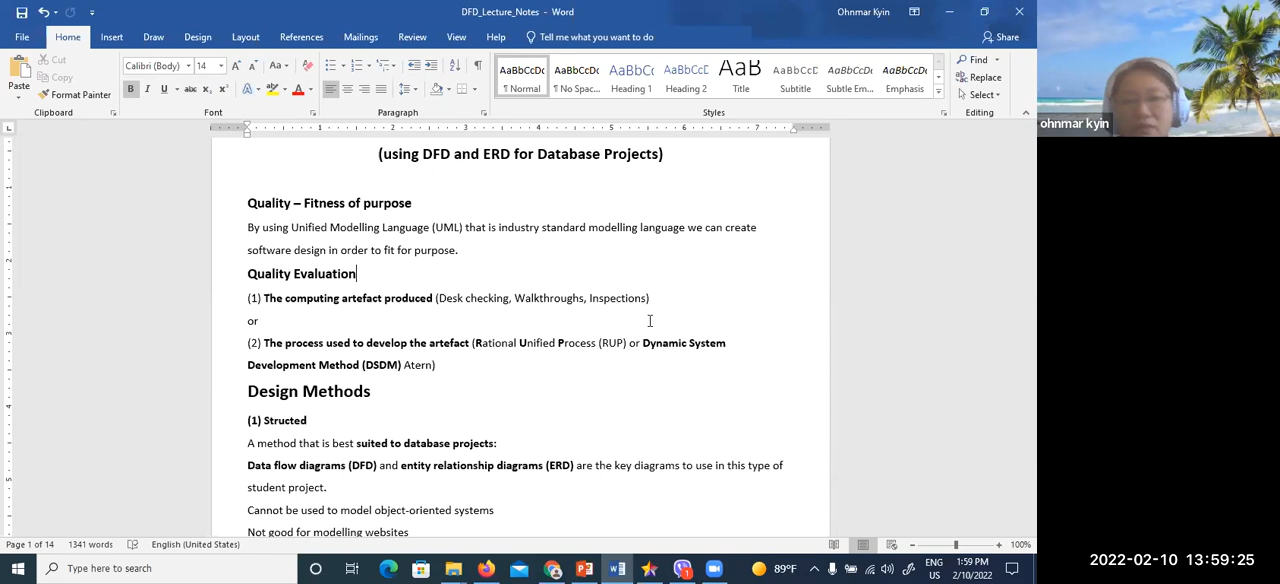 DFD_Lecture_Notes - Word
Ohnmar Kyin
File Home Insert Draw Design Layout References Mailings Review View Help Tell me what you want to do Share
Paste
Cut
Copy
Format Painter
Clipboard
Calibri (Body) 14
Font
Paragraph
AaBbCcDc AaBbCcDc AaBbCc AaBbCcD AaB AaBbCcD AaBbCcDc AaBbCcDc
¶ Normal ¶ No Spac... Heading 1 Heading 2 Title Subtitle Subtle Em... Emphasis
Styles
Find
Replace
Select
Editing
ohnmar kyin
1 2 3 4 5 6 7
(using DFD and ERD for Database Projects)
Quality – Fitness of purpose
By using Unified Modelling Language (UML) that is industry standard modelling language we can create
software design in order to fit for purpose.
Quality Evaluation
(1) The computing artefact produced (Desk checking, Walkthroughs, Inspections)
or
(2) The process used to develop the artefact (Rational Unified Process (RUP) or Dynamic System
Development Method (DSDM) Atern)
Design Methods
(1) Structed
A method that is best suited to database projects:
Data flow diagrams (DFD) and entity relationship diagrams (ERD) are the key diagrams to use in this type of
student project.
Cannot be used to model object-oriented systems
Not good for modelling websites
Page 1 of 14 1341 words English (United States) 100%
Type here to search
89°F
ENG
US
1:59 PM
2/10/2022
2022-02-10 13:59:25